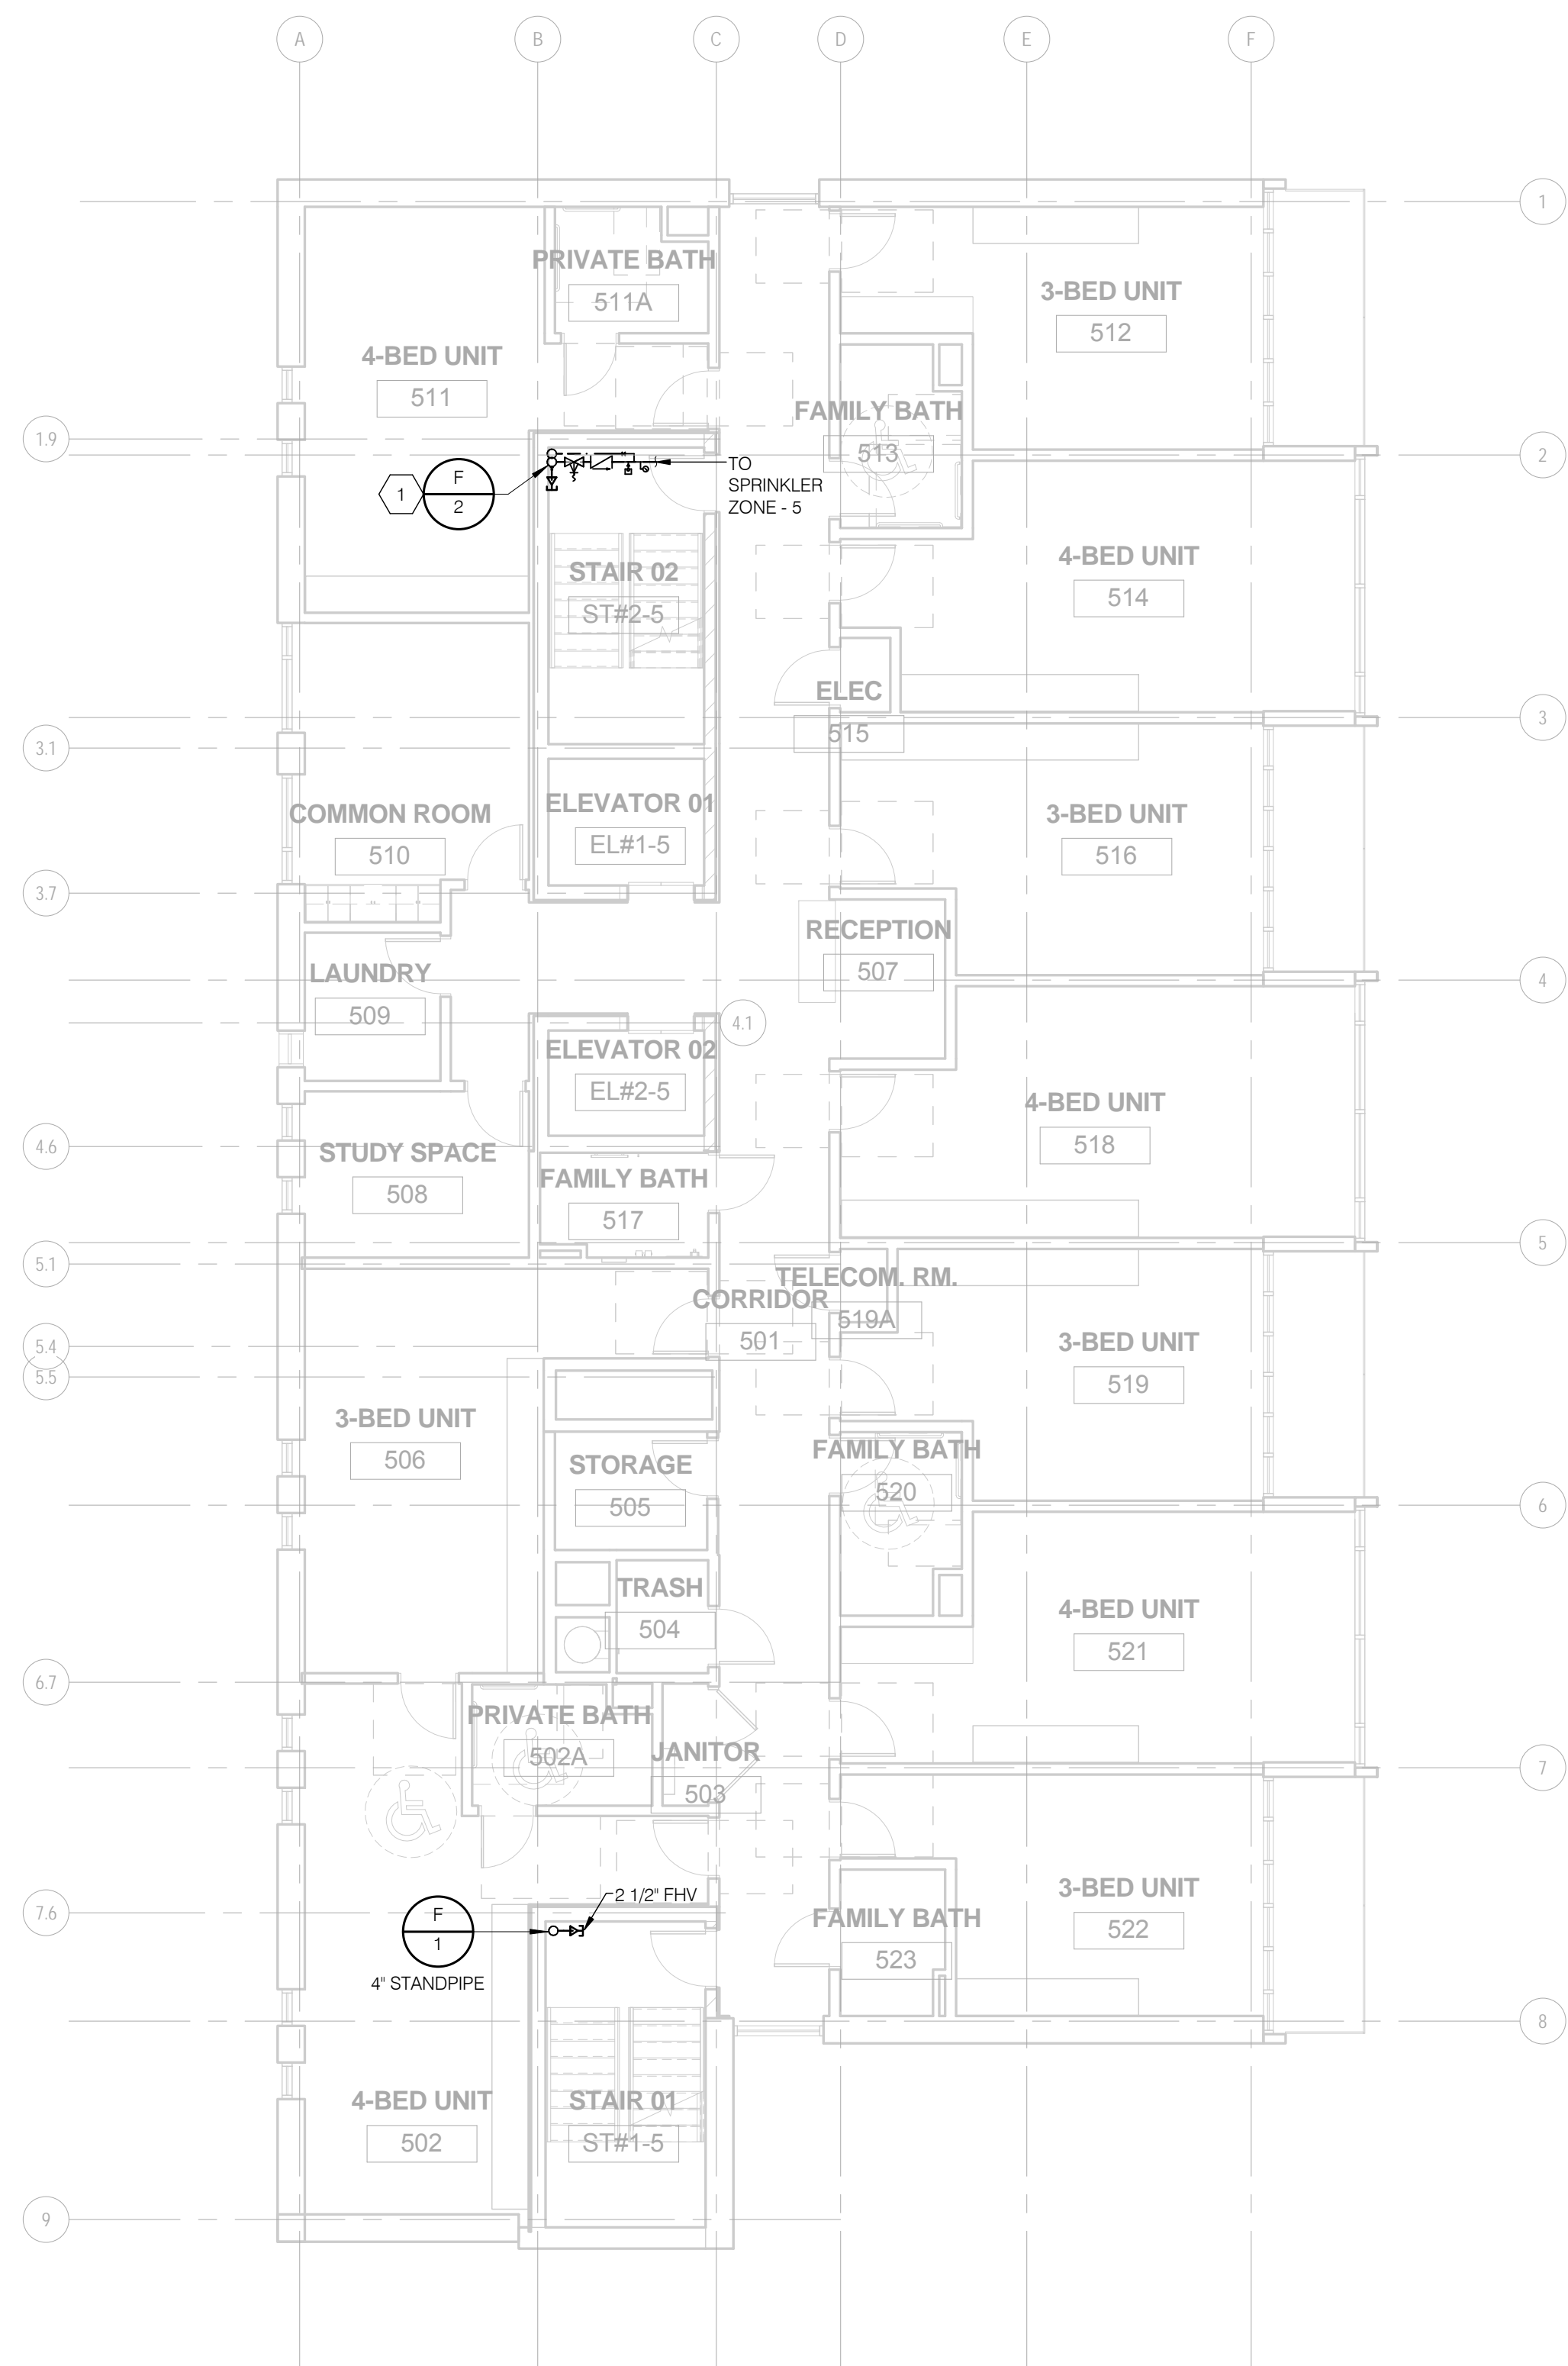 A
B
C
D
E
F
1
PRIVATE BATH
511A
3-BED UNIT
512
4-BED UNIT
511
FAMILY BATH
513
1.9
2
TO
SPRINKLER
ZONE - 5
1
F
2
STAIR 02
ST#2-5
4-BED UNIT
514
ELEC
515
3
3.1
COMMON ROOM
510
ELEVATOR 01
EL#1-5
3-BED UNIT
516
3.7
RECEPTION
507
LAUNDRY
509
4
4.1
ELEVATOR 02
EL#2-5
4-BED UNIT
518
4.6
STUDY SPACE
508
FAMILY BATH
517
5
5.1
TELECOM. RM.
519A
CORRIDOR
501
5.4
5.5
3-BED UNIT
519
3-BED UNIT
506
STORAGE
505
FAMILY BATH
520
6
TRASH
504
4-BED UNIT
521
6.7
PRIVATE BATH
502A
JANITOR
503
7
7.6
F
1
4" STANDPIPE
2 1/2" FHV
3-BED UNIT
522
FAMILY BATH
523
8
4-BED UNIT
502
STAIR 01
ST#1-5
9